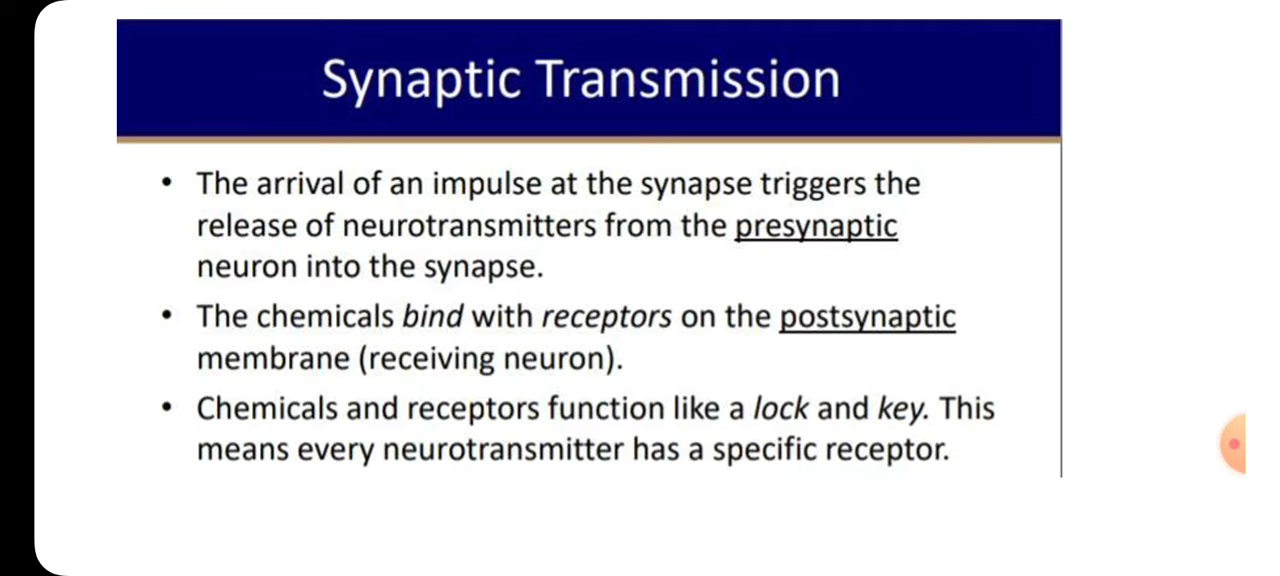 Synaptic Transmission
• The arrival of an impulse at the synapse triggers the
release of neurotransmitters from the presynaptic
neuron into the synapse.
• The chemicals bind with receptors on the postsynaptic
membrane (receiving neuron).
• Chemicals and receptors function like a lock and key. This
means every neurotransmitter has a specific receptor.